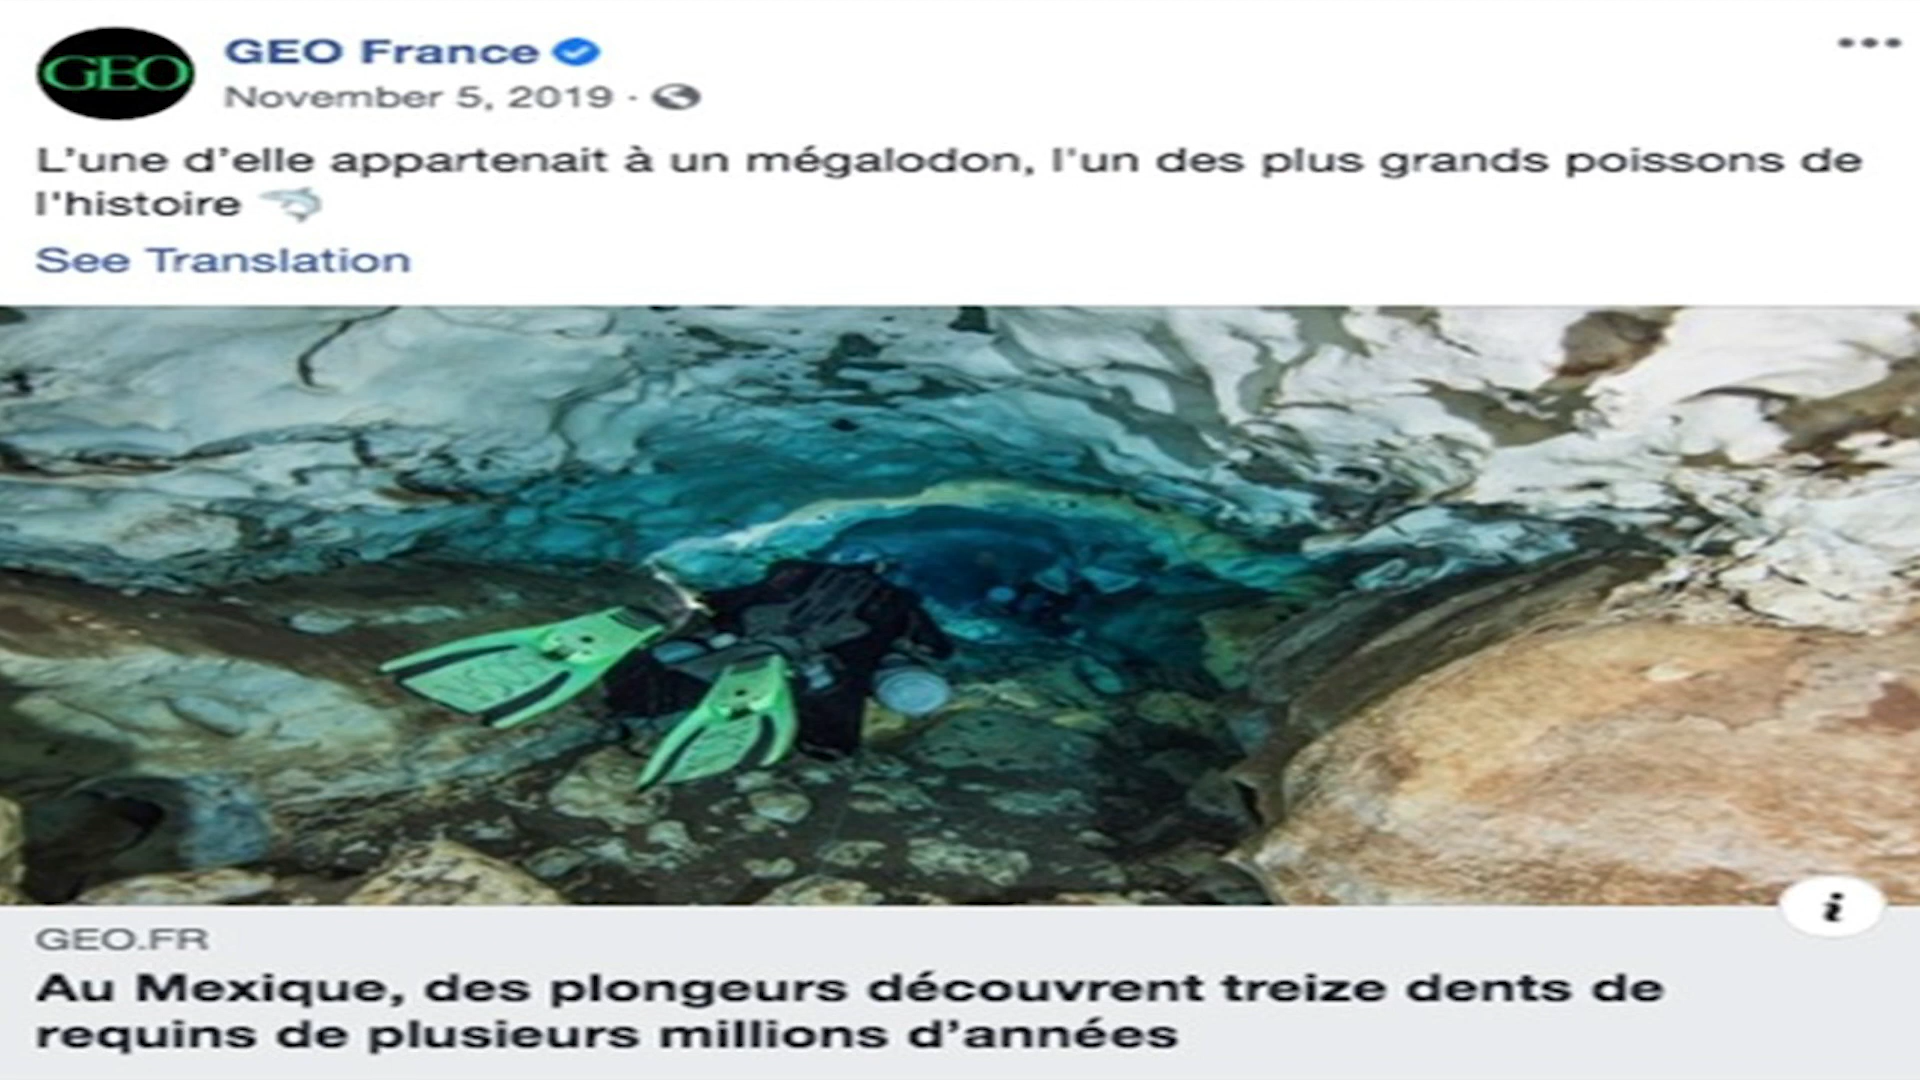 GEO
GEO France
November 5, 2019 ·
L’une d’elle appartenait à un mégalodon, l'un des plus grands poissons de
l'histoire
See Translation
GEO.FR
Au Mexique, des plongeurs découvrent treize dents de
requins de plusieurs millions d’années